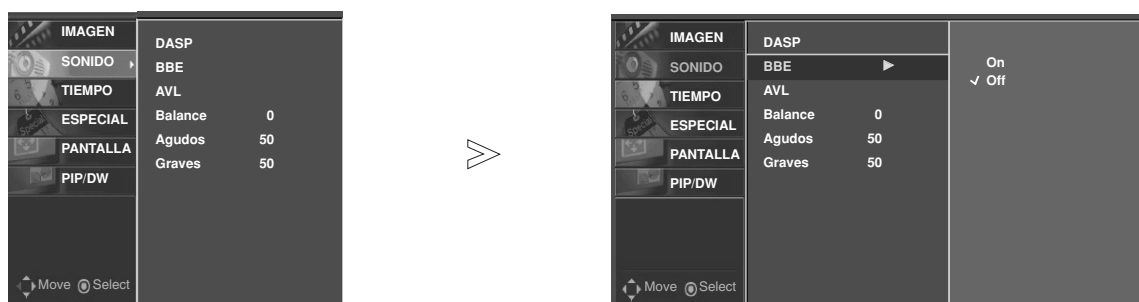 IMAGEN
SONIDO
TIEMPO
ESPECIAL
PANTALLA
PIP/DW
Move Select
DASP
BBE
AVL
Balance 0
Agudos 50
Graves 50
IMAGEN
SONIDO
TIEMPO
ESPECIAL
PANTALLA
PIP/DW
Move Select
DASP
BBE
AVL
Balance 0
Agudos 50
Graves 50
On
Off